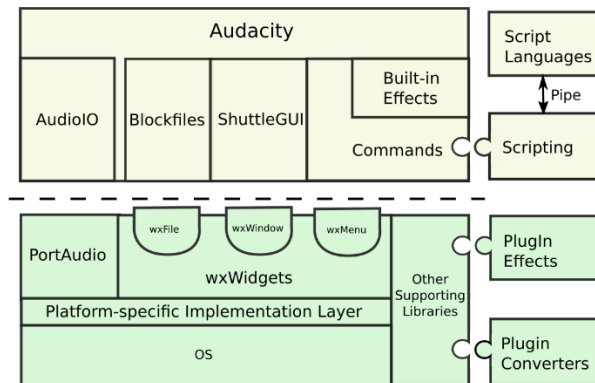 Audacity
Script
Languages
Built-in
Effects
Pipe
AudioIO
Blockfiles
ShuttleGUI
Commands
Scripting
wxFile
wxWindow
wxMenu
PortAudio
wxWidgets
Other
Supporting
Libraries
PlugIn
Effects
Platform-specific Implementation Layer
OS
Plugin
Converters